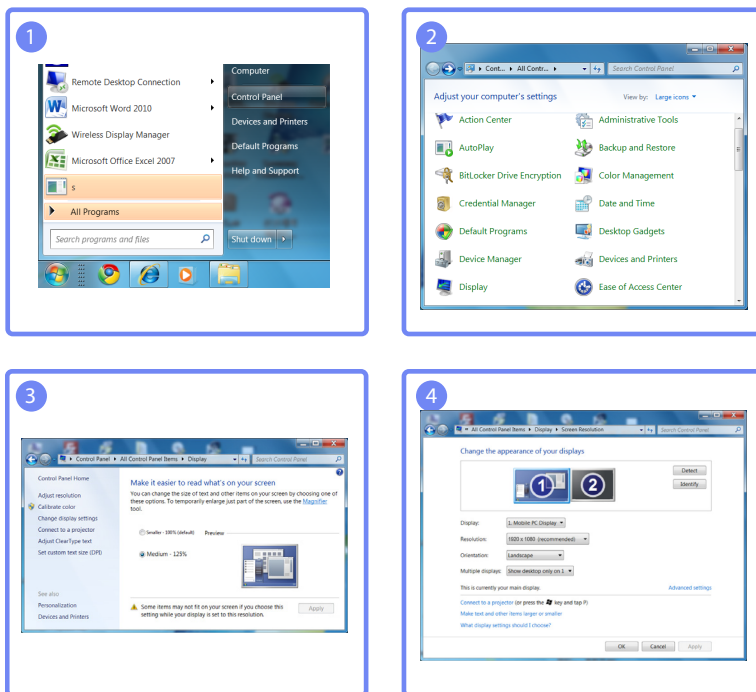 1
Remote Desktop Connection
Microsoft Word 2010
Wireless Display Manager
Microsoft Office Excel 2007
s
All Programs
Search programs and files
Computer
Control Panel
Devices and Printers
Default Programs
Help and Support
Shut down
2
Cont... All Contr...
Search Control Panel
Adjust your computer's settings
View by: Large icons
Action Center
Administrative Tools
AutoPlay
Backup and Restore
BitLocker Drive Encryption
Color Management
Credential Manager
Date and Time
Default Programs
Desktop Gadgets
Device Manager
Devices and Printers
Display
Ease of Access Center
3
Control Panel All Control Panel Items Display
Search Control Panel
Control Panel Home
Adjust resolution
Calibrate color
Change display settings
Connect to a projector
Adjust ClearType text
Set custom text size (DPI)
See also
Personalization
Devices and Printers
Make it easier to read what's on your screen
You can change the size of text and other items on your screen by choosing one of
these options. To temporarily enlarge just part of the screen, use the Magnifier
tool.
Smaller - 100% (default)
Preview
Medium - 125%
Some items may not fit on your screen if you choose this
setting while your display is set to this resolution.
Apply
4
« All Control Panel Items Display Screen Resolution
Search Control Panel
Change the appearance of your displays
1
2
Detect
Identify
Display: 1. Mobile PC Display
Resolution: 1920 x 1080 (recommended)
Orientation: Landscape
Multiple displays: Show desktop only on 1
This is currently your main display.
Advanced settings
Connect to a projector (or press the key and tap P)
Make text and other items larger or smaller
What display settings should I choose?
OK
Cancel
Apply